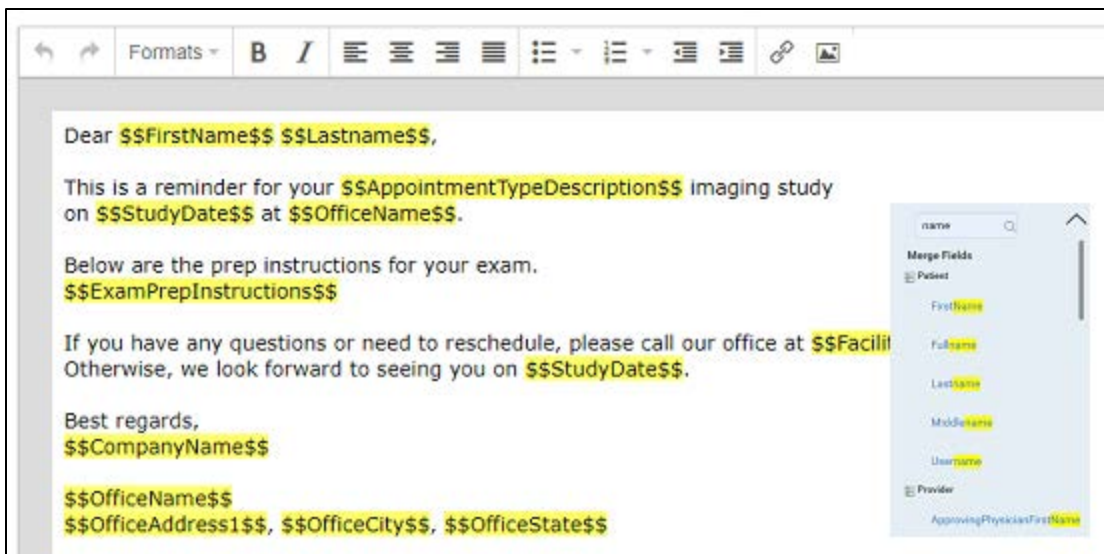 Formats
B I
Dear $$FirstName$$ $$Lastname$$,
This is a reminder for your $$AppointmentTypeDescription$$ imaging study
on $$StudyDate$$ at $$OfficeName$$.
Below are the prep instructions for your exam.
$$ExamPrepInstructions$$
If you have any questions or need to reschedule, please call our office at $$Facilit
Otherwise, we look forward to seeing you on $$StudyDate$$.
Best regards,
$$CompanyName$$
$$OfficeName$$
$$OfficeAddress1$$, $$OfficeCity$$, $$OfficeState$$
name
Merge Fields
Patient
FirstName
Fullname
Lastname
Middlename
Username
Provider
ApprovingPhysicianFirstName